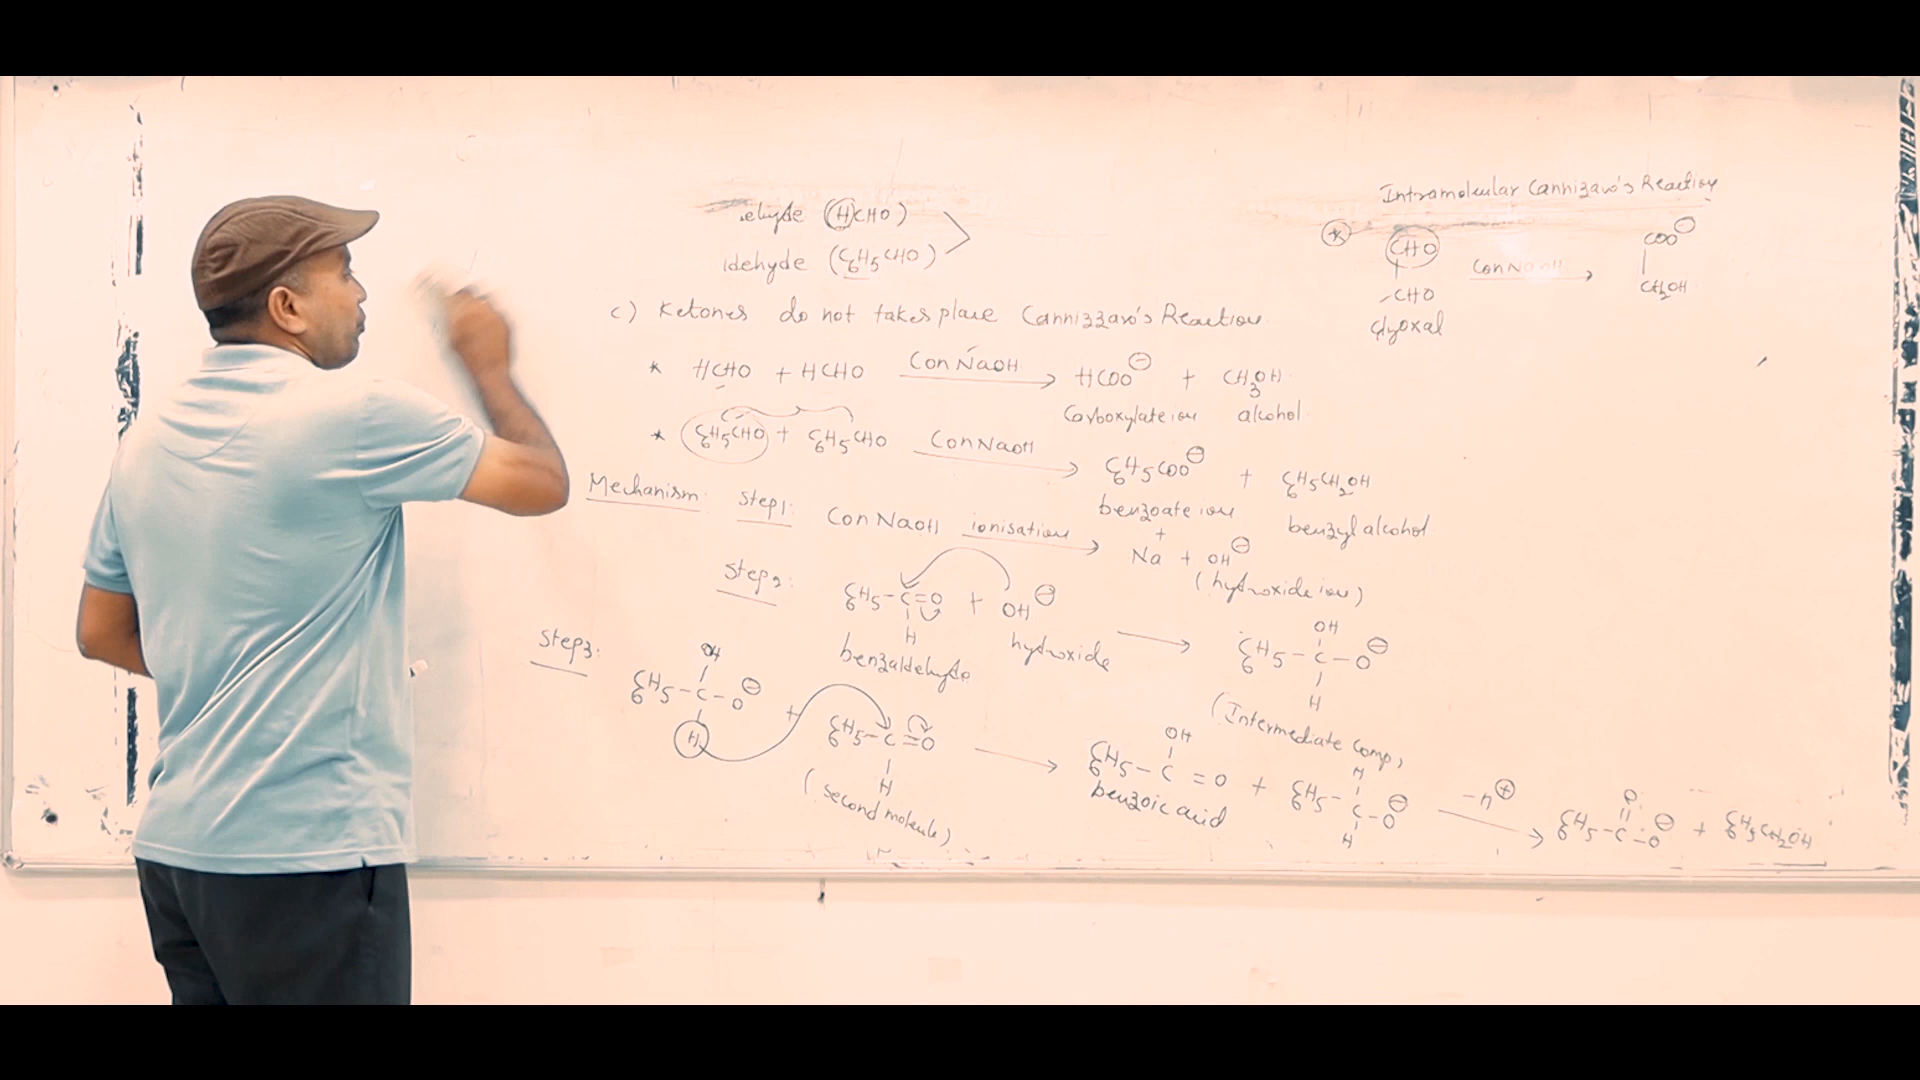 ehyde (HCHO)
ldehyde (C6H5CHO)
c) Ketones do not takes place Cannizzaro's Reaction
* HCHO + HCHO Con NaOH → HCOO⊖ + CH3OH
Carboxylate ion alcohol
* C6H5CHO + C6H5CHO Con NaOH → C6H5COO⊖ + C6H5CH2OH
benzoate ion benzyl alcohol
Mechanism: Step1: Con NaOH ionisation → Na+ + OH⊖
(hydroxide ion)
Step2: C6H5-C=O + OH⊖ → C6H5-C-O⊖
H OH H
benzaldehyde hydroxide
(Intermediate Comp)
Step3: C6H5-C-O⊖ + C6H5-C=O → C6H5-C=O + C6H5-C-O⊖ -H⊕ → C6H5-C-O⊖ + C6H5CH2OH
OH H H OH H H O
(second molecule) benzoic acid
Intramolecular Cannizaro's Reaction
* CHO Con NaOH → COO⊖
CHO CH2OH
Glyoxal